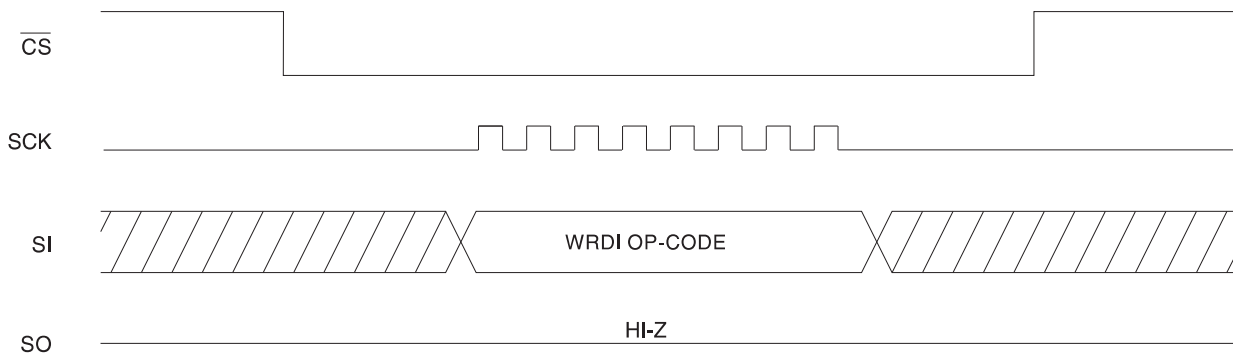 CS
SCK
SI
WRDI OP-CODE
HI-Z
SO